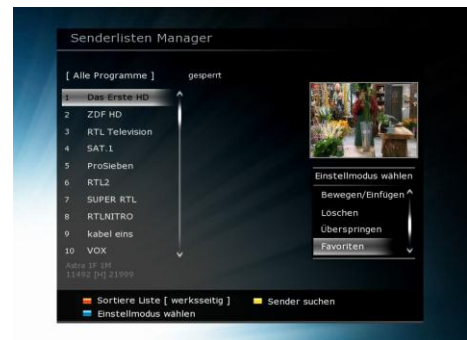 Senderlisten Manager
[ Alle Programme ] gesperrt
1 Das Erste HD
2 ZDF HD
3 RTL Television
4 SAT.1
5 ProSieben
6 RTL2
7 SUPER RTL
8 RTLNITRO
9 kabel eins
10 VOX
Astra 1F 1M
11492 [H] 21999
Einstellmodus wählen
Bewegen/Einfügen
Löschen
Überspringen
Favoriten
Sortiere Liste [ werksseitig ] Sender suchen
Einstellmodus wählen